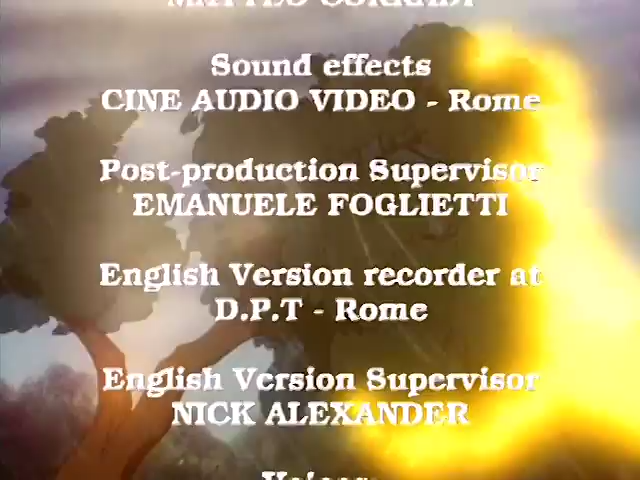 Sound effects
CINE AUDIO VIDEO - Rome
Post-production Supervisor
EMANUELE FOGLIETTI
English Version recorder at
D.P.T - Rome
English Version Supervisor
NICK ALEXANDER
Voices